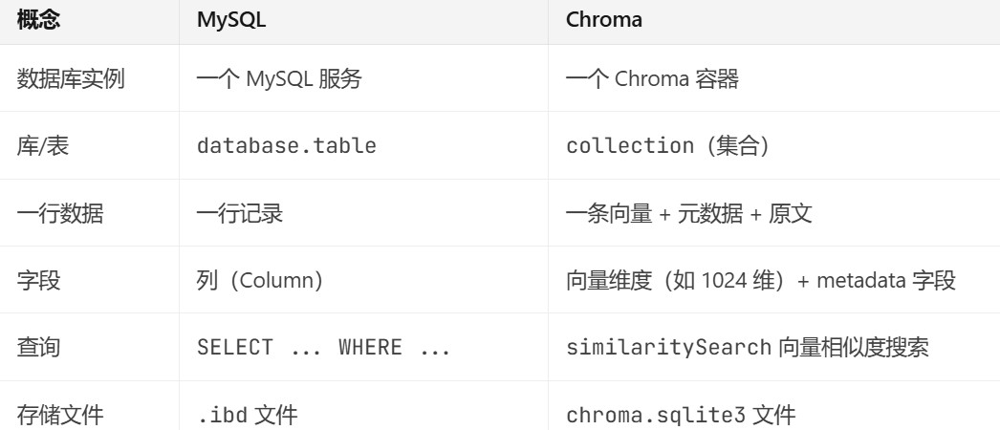 概念 MySQL Chroma
数据库实例 一个 MySQL 服务 一个 Chroma 容器
库/表 database.table collection（集合）
一行数据 一行记录 一条向量 + 元数据 + 原文
字段 列（Column） 向量维度（如 1024 维）+ metadata 字段
查询 SELECT ... WHERE ... similaritySearch 向量相似度搜索
存储文件 .ibd 文件 chroma.sqlite3 文件